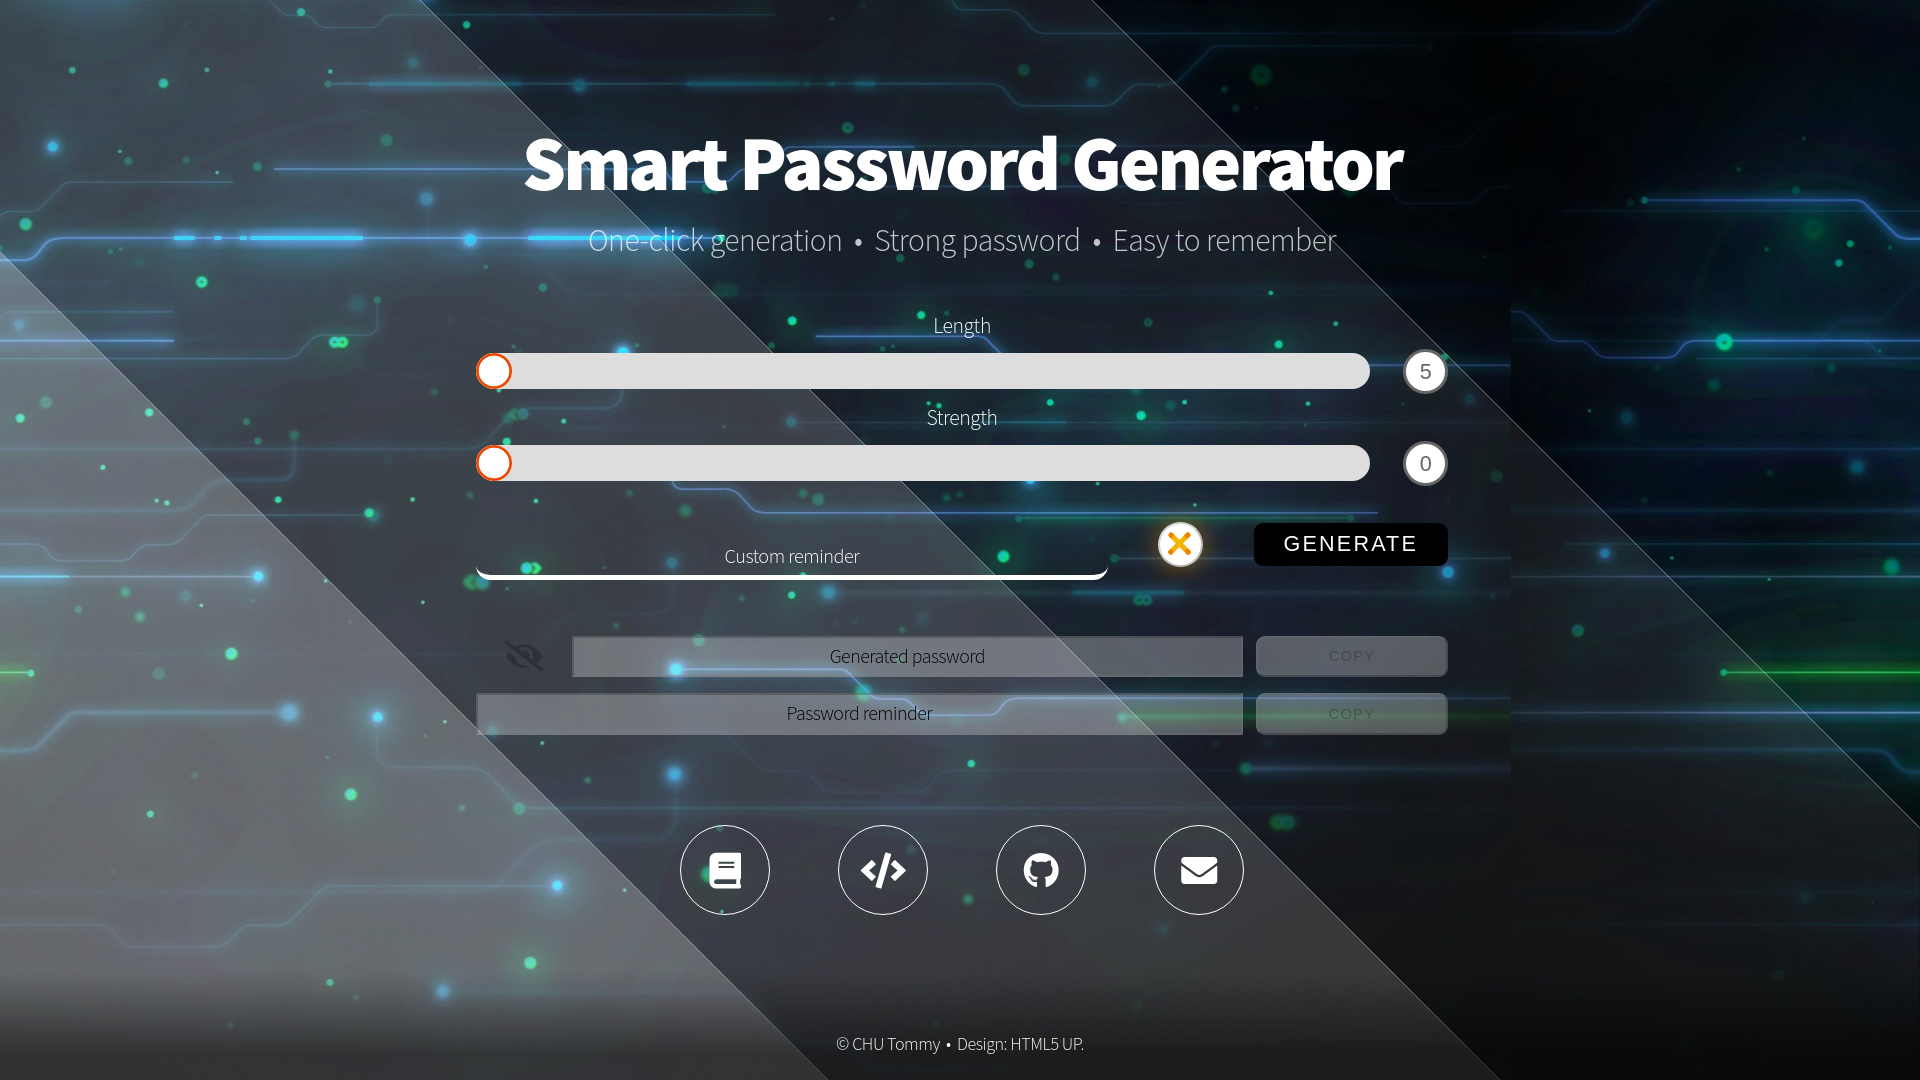 Smart Password Generator
One-click generation • Strong password • Easy to remember
Length
5
Strength
0
Custom reminder
GENERATE
Generated password
COPY
Password reminder
COPY
© CHU Tommy • Design: HTML5 UP.